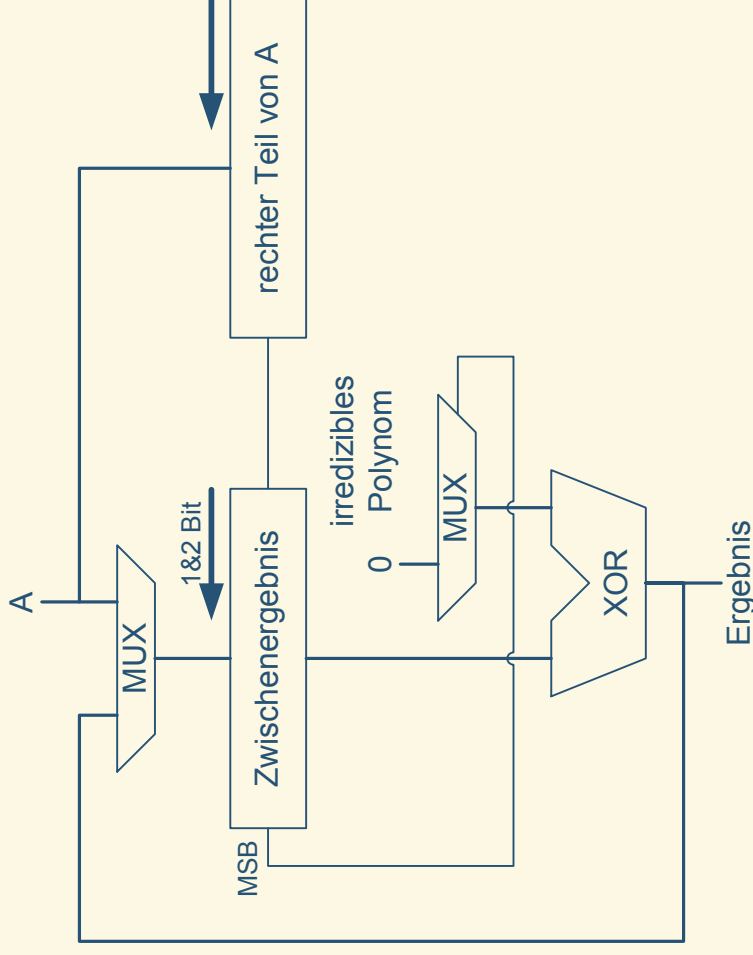 A
MUX
1&2 Bit
MSB
Zwischenergebnis
rechter Teil von A
irredizibles
Polynom
0
MUX
XOR
Ergebnis